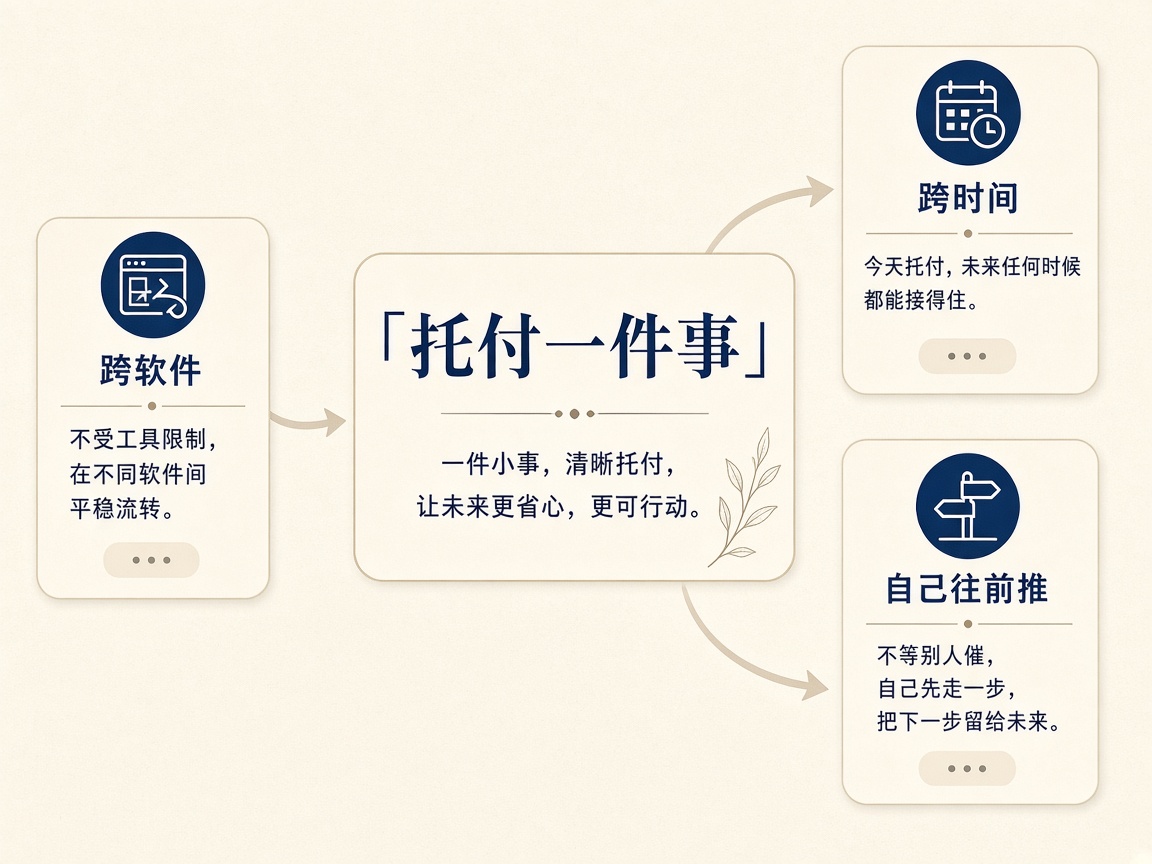 跨软件
不受工具限制，
在不同软件间
平稳流转。
「托付一件事」
一件小事，清晰托付，
让未来更省心，更可行动。
跨时间
今天托付，未来任何时候
都能接得住。
自己往前推
不等别人催，
自己先走一步，
把下一步留给未来。